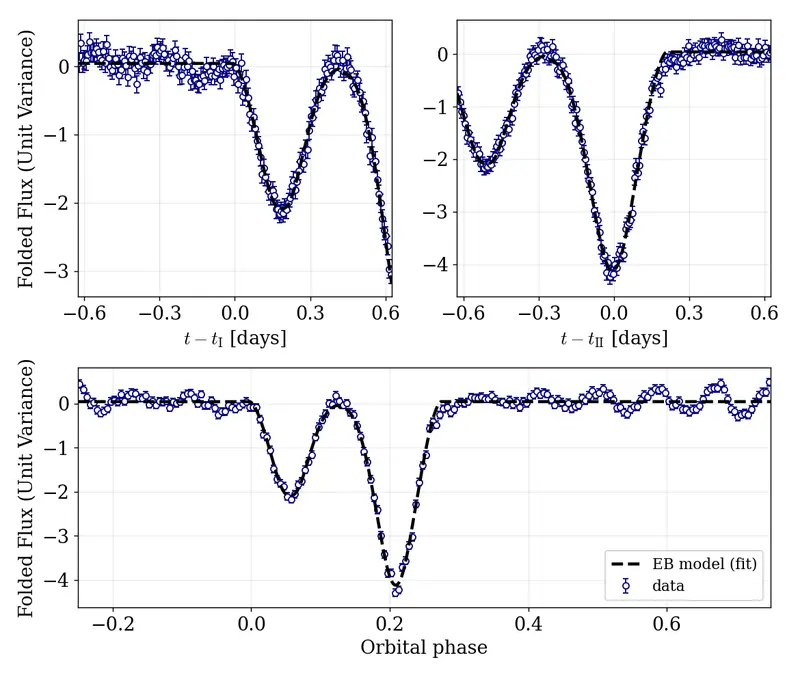 Folded Flux (Unit Variance)
0
−1
−2
−3
−0.6 −0.3 0.0 0.3 0.6
t − t_I [days]
0
−1
−2
−3
−4
−0.6 −0.3 0.0 0.3 0.6
t − t_II [days]
Folded Flux (Unit Variance)
0
−1
−2
−3
−4
−0.2 0.0 0.2 0.4 0.6
Orbital phase
EB model (fit)
data